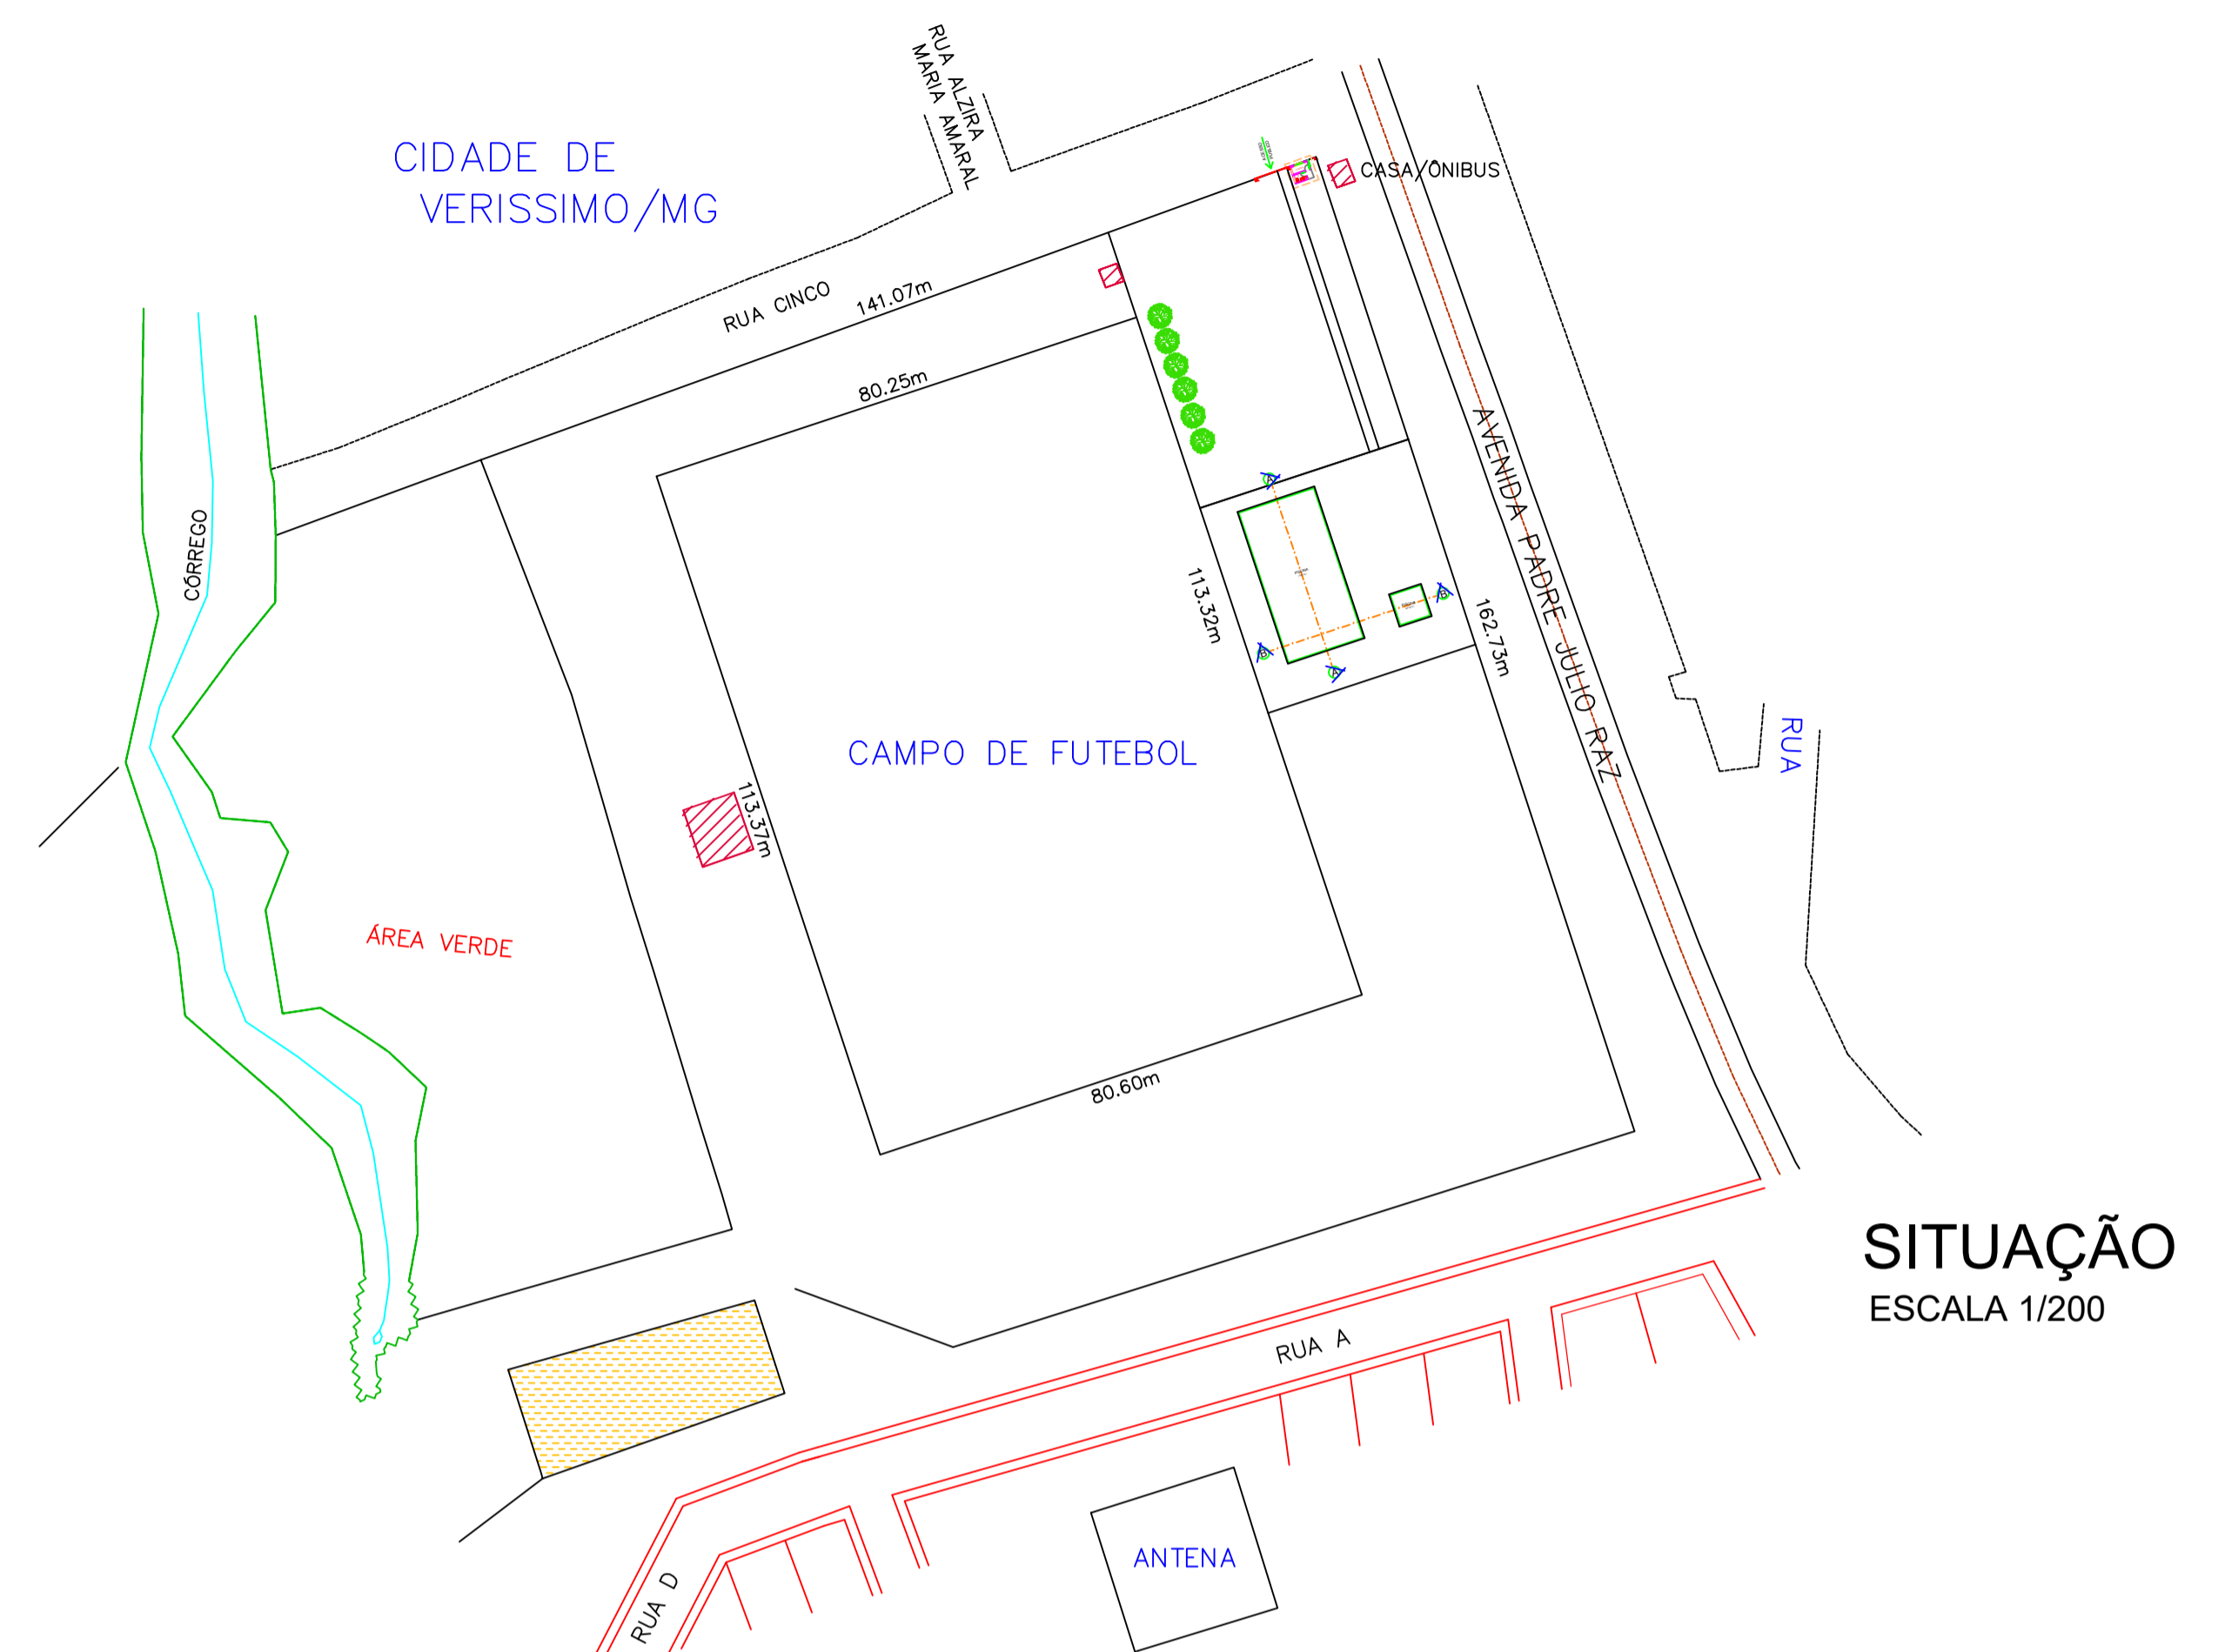 RUA ALZIRA
MARIA AMARAL
CIDADE DE
VERISSIMO/MG
CASA/ÔNIBUS
RUA CINCO
141.07m
80.25m
CÓRREGO
AVENIDA PADRE JULIO RAZ
A
113.32m
B
B
A
162.73m
RUA
CAMPO DE FUTEBOL
113.37m
ÁREA VERDE
80.60m
SITUAÇÃO
ESCALA 1/200
RUA A
ANTENA
RUA D